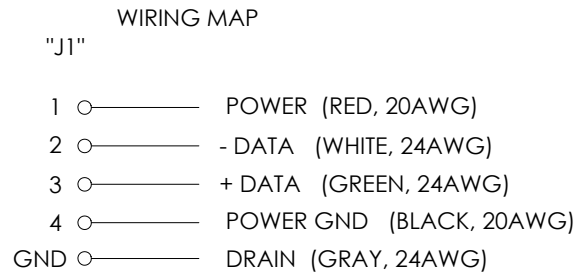 WIRING MAP
"J1"
1 POWER (RED, 20AWG)
2 - DATA (WHITE, 24AWG)
3 + DATA (GREEN, 24AWG)
4 POWER GND (BLACK, 20AWG)
GND DRAIN (GRAY, 24AWG)